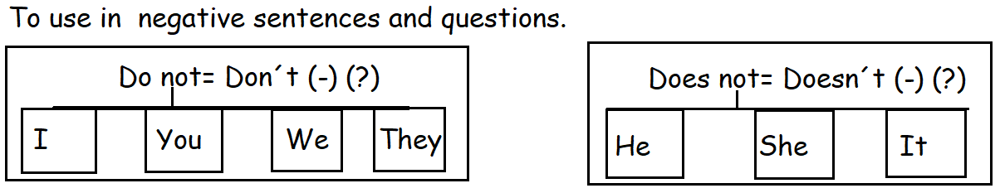 To use in negative sentences and questions.
Do not= Don´t (-) (?)
I You We They
Does not= Doesn´t (-) (?)
He She It